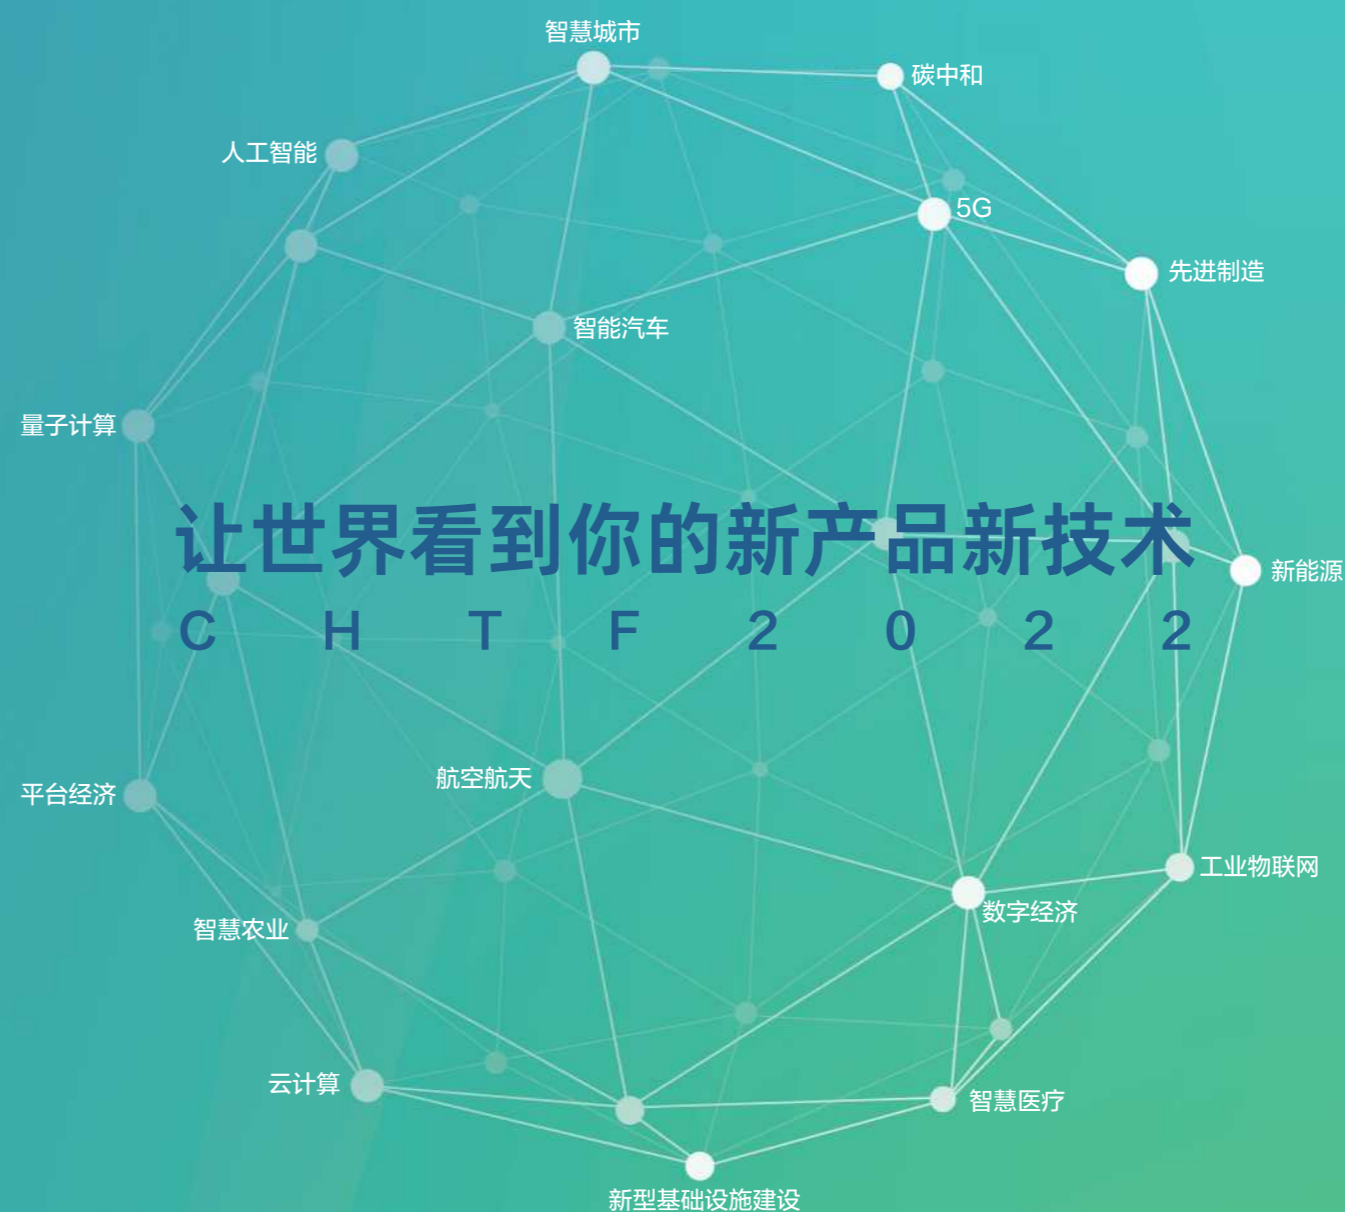 智慧城市
碳中和
人工智能
5G
先进制造
智能汽车
量子计算
让世界看到你的新产品新技术
新能源
CHTF2022
航空航天
平台经济
工业物联网
数字经济
智慧农业
云计算
智慧医疗
新型基础设施建设